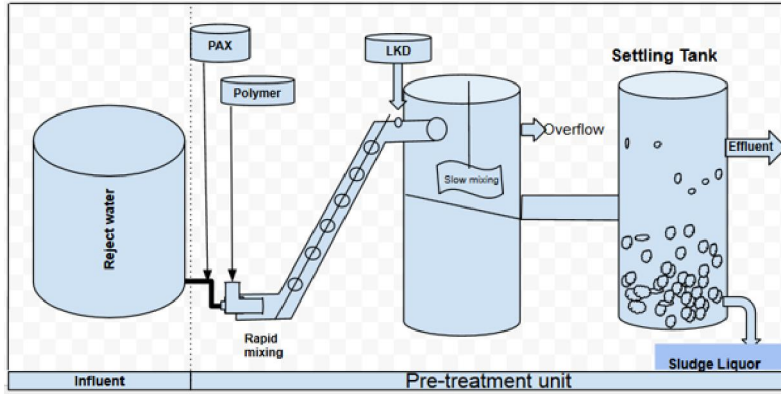 PAX
Polymer
LKD
Settling Tank
Reject water
Overflow
Slow mixing
Effluent
Rapid
mixing
Sludge Liquor
Influent
Pre-treatment unit